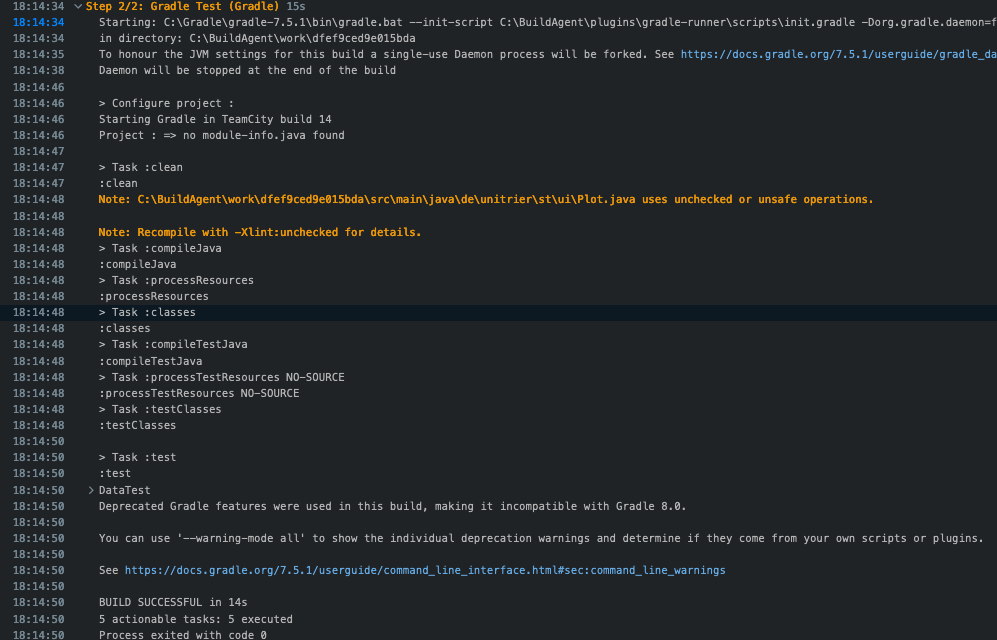 18:14:34 Step 2/2: Gradle Test (Gradle) 15s
18:14:34 Starting: C:\Gradle\gradle-7.5.1\bin\gradle.bat --init-script C:\BuildAgent\plugins\gradle-runner\scripts\init.gradle -Dorg.gradle.daemon=f
18:14:34 in directory: C:\BuildAgent\work\dfef9ced9e015bda
18:14:35 To honour the JVM settings for this build a single-use Daemon process will be forked. See https://docs.gradle.org/7.5.1/userguide/gradle_da
18:14:38 Daemon will be stopped at the end of the build
18:14:46
18:14:46 > Configure project :
18:14:46 Starting Gradle in TeamCity build 14
18:14:46 Project : => no module-info.java found
18:14:47
18:14:47 > Task :clean
18:14:47 :clean
18:14:48 Note: C:\BuildAgent\work\dfef9ced9e015bda\src\main\java\de\unitrier\st\ui\Plot.java uses unchecked or unsafe operations.
18:14:48
18:14:48 Note: Recompile with -Xlint:unchecked for details.
18:14:48 > Task :compileJava
18:14:48 :compileJava
18:14:48 > Task :processResources
18:14:48 :processResources
18:14:48 > Task :classes
18:14:48 :classes
18:14:48 > Task :compileTestJava
18:14:48 :compileTestJava
18:14:48 > Task :processTestResources NO-SOURCE
18:14:48 :processTestResources NO-SOURCE
18:14:48 > Task :testClasses
18:14:48 :testClasses
18:14:50
18:14:50 > Task :test
18:14:50 :test
18:14:50 DataTest
18:14:50 Deprecated Gradle features were used in this build, making it incompatible with Gradle 8.0.
18:14:50
18:14:50 You can use '--warning-mode all' to show the individual deprecation warnings and determine if they come from your own scripts or plugins.
18:14:50
18:14:50 See https://docs.gradle.org/7.5.1/userguide/command_line_interface.html#sec:command_line_warnings
18:14:50
18:14:50 BUILD SUCCESSFUL in 14s
18:14:50 5 actionable tasks: 5 executed
18:14:50 Process exited with code 0